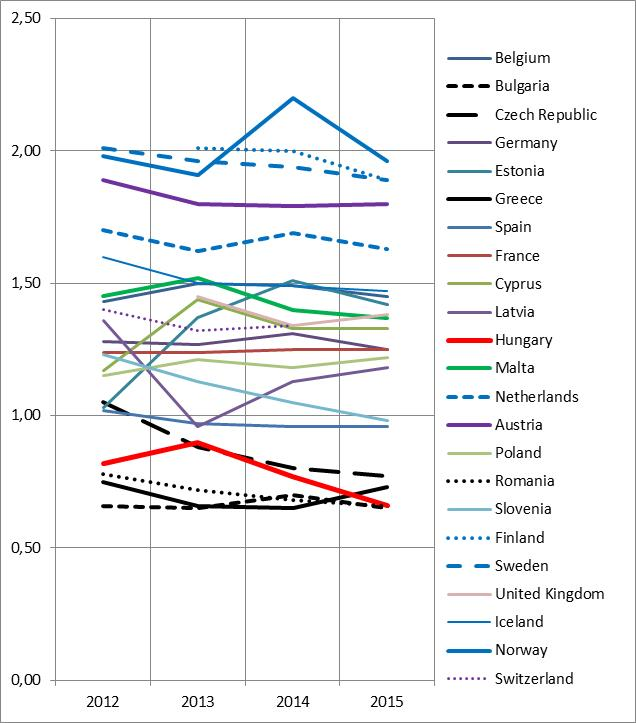 2,50
2,00
1,50
1,00
0,50
0,00
2012 2013 2014 2015
Belgium
Bulgaria
Czech Republic
Germany
Estonia
Greece
Spain
France
Cyprus
Latvia
Hungary
Malta
Netherlands
Austria
Poland
Romania
Slovenia
Finland
Sweden
United Kingdom
Iceland
Norway
Switzerland